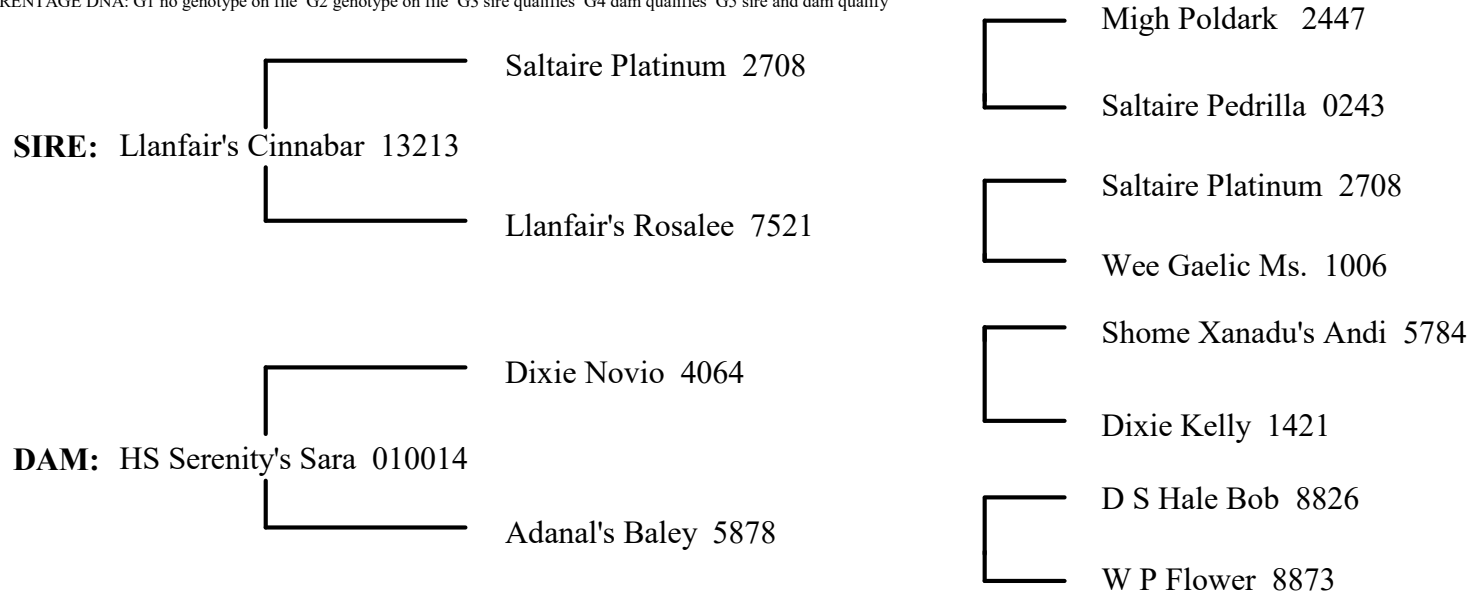 RENTAGE DNA: G1 no genotype on file G2 genotype on file G3 sire qualifies G4 dam qualifies G5 sire and dam qualify
Migh Poldark 2447
Saltaire Platinum 2708
Saltaire Pedrilla 0243
SIRE: Llanfair's Cinnabar 13213
Saltaire Platinum 2708
Llanfair's Rosalee 7521
Wee Gaelic Ms. 1006
Shome Xanadu's Andi 5784
Dixie Novio 4064
Dixie Kelly 1421
DAM: HS Serenity's Sara 010014
D S Hale Bob 8826
Adanal's Baley 5878
W P Flower 8873